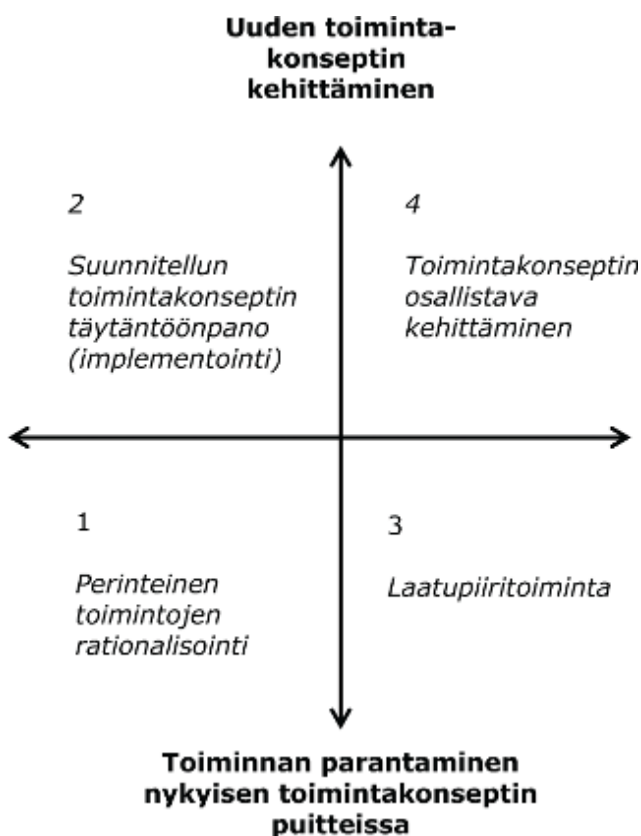 Uuden toiminta-
konseptin
kehittäminen
2
Suunnitellun
toimintakonseptin
täytäntöönpano
(implementointi)
4
Toimintakonseptin
osallistava
kehittäminen
1
Perinteinen
toimintojen
rationalisointi
3
Laatupiiritoiminta
Toiminnan parantaminen
nykyisen toimintakonseptin
puitteissa